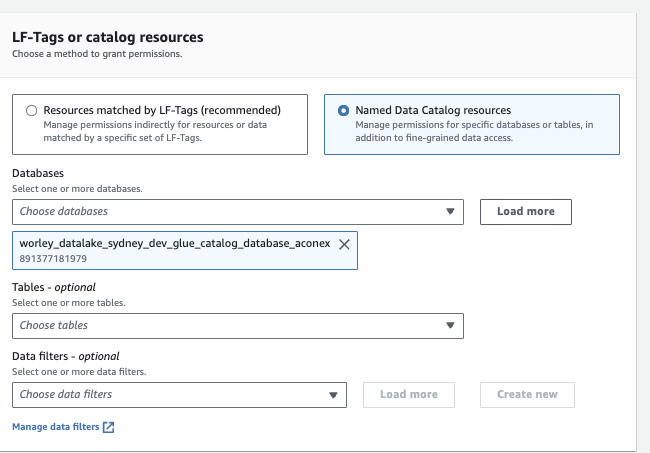 LF-Tags or catalog resources
Choose a method to grant permissions.
Resources matched by LF-Tags (recommended)
Manage permissions indirectly for resources or data
matched by a specific set of LF-Tags.
Named Data Catalog resources
Manage permissions for specific databases or tables, in
addition to fine-grained data access.
Databases
Select one or more databases.
Choose databases
Load more
worley_datalake_sydney_dev_glue_catalog_database_aconex
891377181979
Tables - optional
Select one or more tables.
Choose tables
Data filters - optional
Select one or more data filters.
Choose data filters
Load more
Create new
Manage data filters